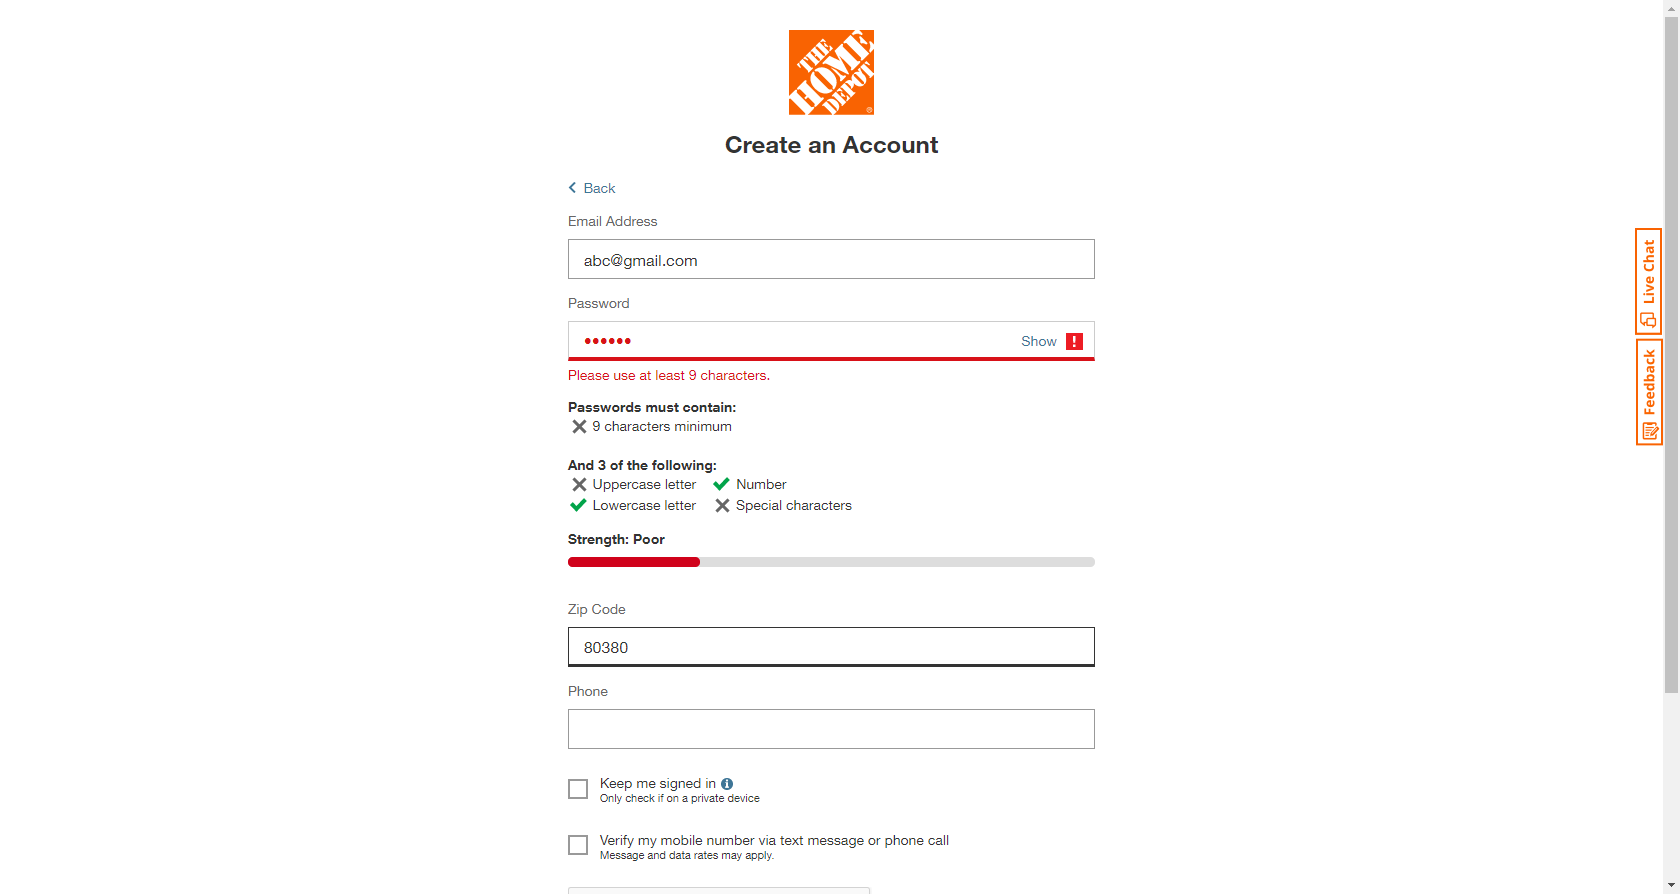 THE
HOME
DEPOT
Create an Account
Back
Email Address
abc@gmail.com
Password
Show
Please use at least 9 characters.
Passwords must contain:
9 characters minimum
And 3 of the following:
Uppercase letter Number
Lowercase letter Special characters
Strength: Poor
Zip Code
80380
Phone
Keep me signed in
Only check if on a private device
Verify my mobile number via text message or phone call
Message and data rates may apply.
Live Chat
Feedback